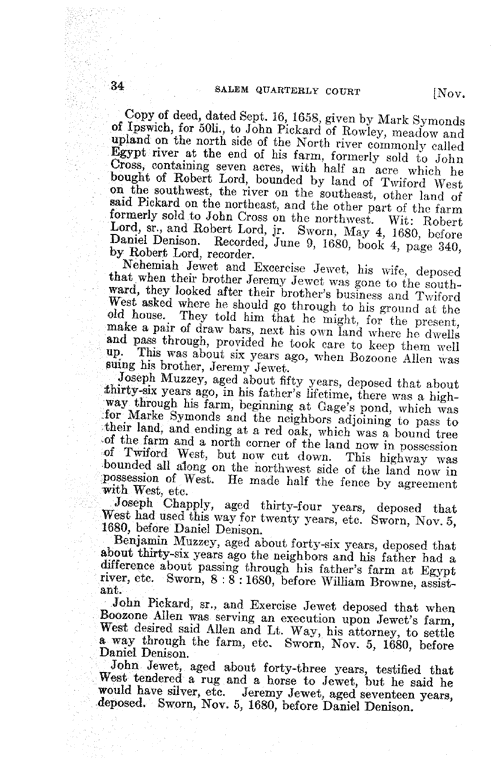 34 SALEM QUARTERLY COURT [Nov.
Copy of deed, dated Sept. 16, 1658, given by Mark Symonds
of Ipswich, for 50li., to John Pickard of Rowley, meadow and
upland on the north side of the North river commonly called
Egypt river at the end of his farm, formerly sold to John
Cross, containing seven acres, with half an acre which he
bought of Robert Lord, bounded by land of Twiford West
on the southwest, the river on the southeast, other land of
said Pickard on the northeast, and the other part of the farm
formerly sold to John Cross on the northwest. Wit: Robert
Lord, sr., and Robert Lord, jr. Sworn, May 4, 1680, before
Daniel Denison. Recorded, June 9, 1680, book 4, page 340,
by Robert Lord, recorder.
Nehemiah Jewet and Excercise Jewet, his wife, deposed
that when their brother Jeremy Jewet was gone to the south-
ward, they looked after their brother's business and Twiford
West asked where he should go through to his ground at the
old house. They told him that he might, for the present,
make a pair of draw bars, next his own land where he dwells
and pass through, provided he took care to keep them well
up. This was about six years ago, when Bozoone Allen was
suing his brother, Jeremy Jewet.
Joseph Muzzey, aged about fifty years, deposed that about
thirty-six years ago, in his father's lifetime, there was a high-
way through his farm, beginning at Gage's pond, which was
for Marke Symonds and the neighbors adjoining to pass to
their land, and ending at a red oak, which was a bound tree
of the farm and a north corner of the land now in possession
of Twiford West, but now cut down. This highway was
bounded all along on the northwest side of the land now in
possession of West. He made half the fence by agreement
with West, etc.
Joseph Chapply, aged thirty-four years, deposed that
West had used this way for twenty years, etc. Sworn, Nov. 5,
1680, before Daniel Denison.
Benjamin Muzzey, aged about forty-six years, deposed that
about thirty-six years ago the neighbors and his father had a
difference about passing through his father's farm at Egypt
river, etc. Sworn, 8 : 8 : 1680, before William Browne, assist-
ant.
John Pickard, sr., and Exercise Jewet deposed that when
Boozone Allen was serving an execution upon Jewet's farm,
West desired said Allen and Lt. Way, his attorney, to settle
a way through the farm, etc. Sworn, Nov. 5, 1680, before
Daniel Denison.
John Jewet, aged about forty-three years, testified that
West tendered a rug and a horse to Jewet, but he said he
would have silver, etc. Jeremy Jewet, aged seventeen years,
deposed. Sworn, Nov. 5, 1680, before Daniel Denison.